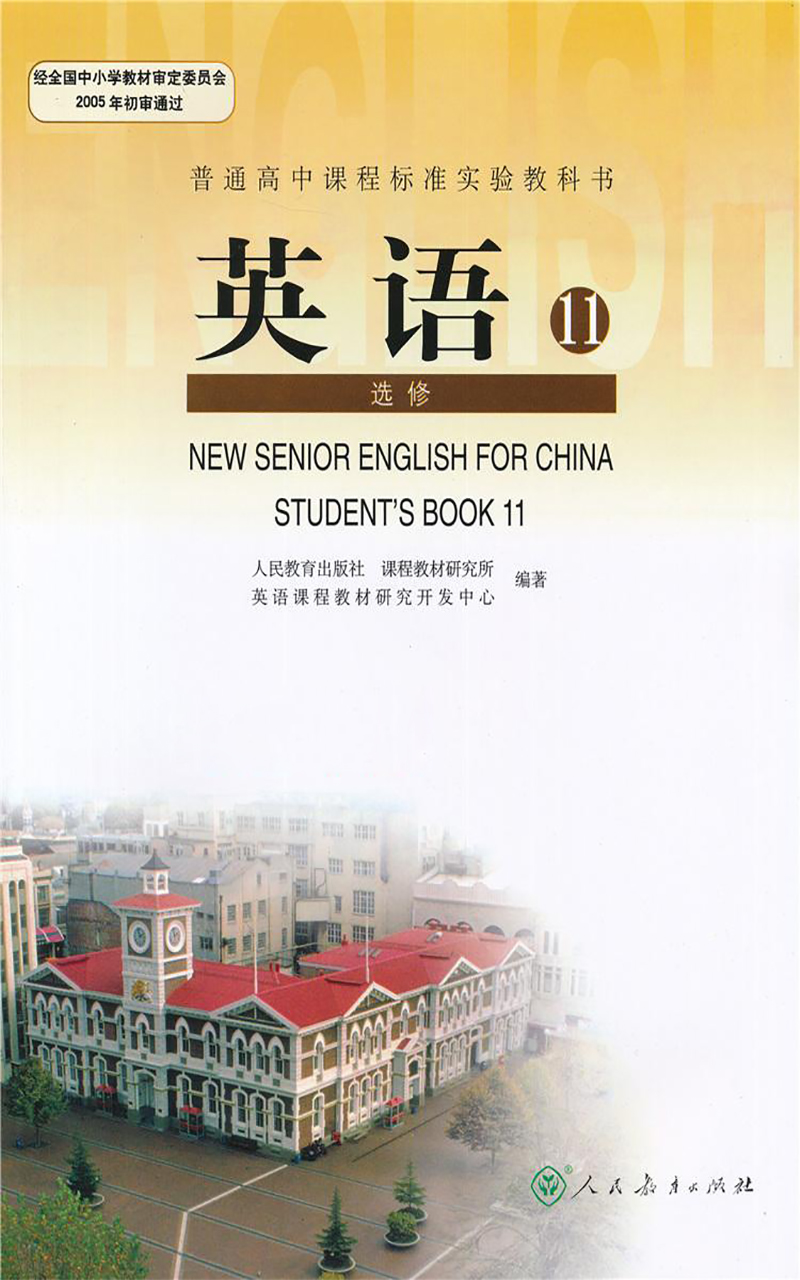 经全国中小学教材审定委员会
2005年初审通过
普通高中课程标准实验教科书
英语 11
选修
NEW SENIOR ENGLISH FOR CHINA
STUDENT'S BOOK 11
人民教育出版社 课程教材研究所
英语课程教材研究开发中心
编著
人民教育出版社
ENGLISH